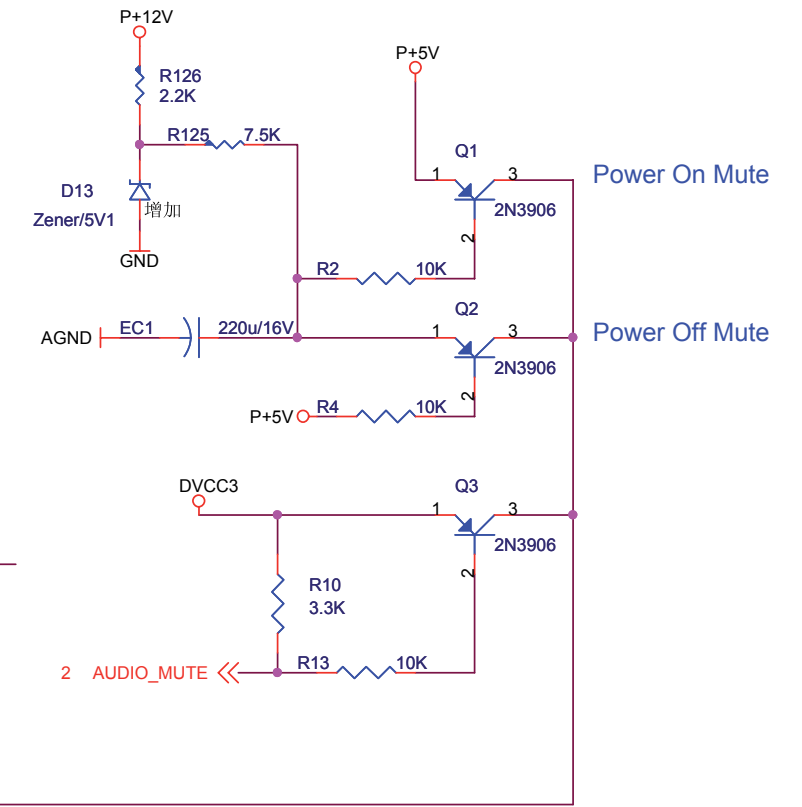 P+12V
P+5V
R126
2.2K
R125 7.5K
Q1
1 3
Power On Mute
D13
Zener/5V1
增加
2N3906
2
GND
R2 10K
Q2
AGND EC1 220u/16V
1 3
Power Off Mute
2N3906
2
P+5V R4 10K
DVCC3
Q3
1 3
2N3906
2
R10
3.3K
2 AUDIO_MUTE R13 10K